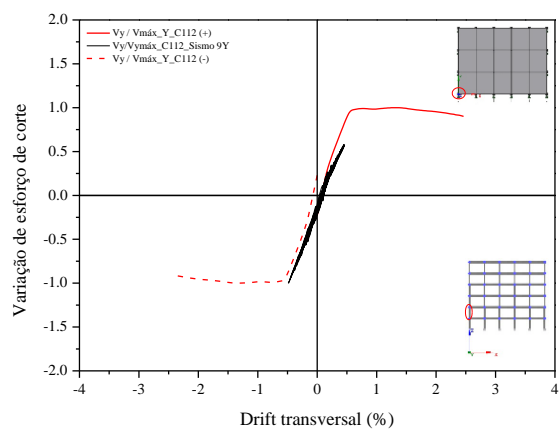 Vy / Vmáx_Y_C112 (+)
Vy/Vymáx_C112_Sismo 9Y
Vy / Vmáx_Y_C112 (-)
2.0
1.5
1.0
0.5
0.0
-0.5
-1.0
-1.5
-2.0
Variação de esforço de corte
-4 -3 -2 -1 0 1 2 3 4
Drift transversal (%)